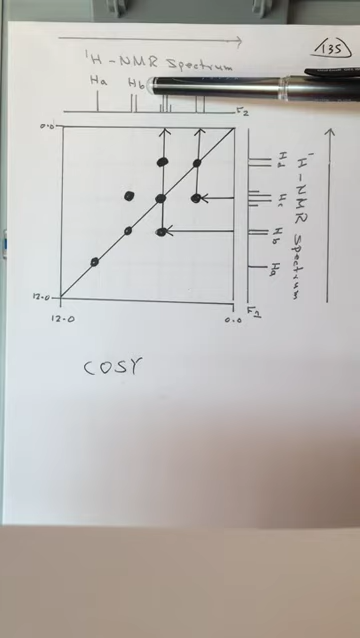 135
¹H-NMR Spectrum
Ha Hb
F2
0.0
Hd
Hc
Hb
Ha
¹H-NMR Spectrum
12.0
12.0
0.0
F1
COSY